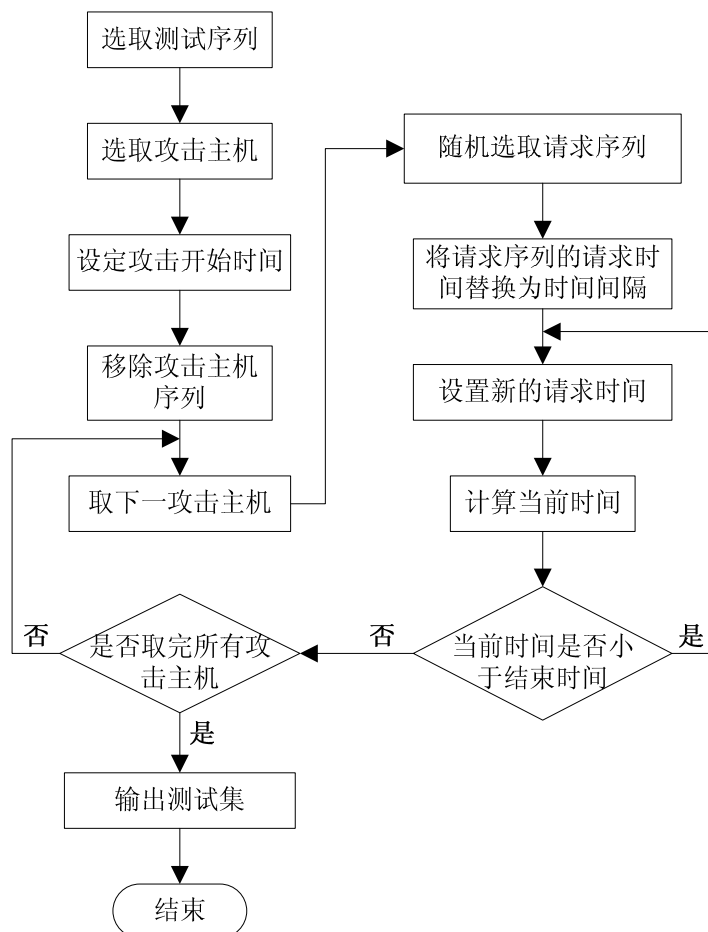 选取测试序列
选取攻击主机
设定攻击开始时间
移除攻击主机
序列
取下一攻击主机
随机选取请求序列
将请求序列的请求时
间替换为时间间隔
设置新的请求时间
计算当前时间
当前时间是否小
于结束时间
是
否
是否取完所有攻
击主机
否
是
输出测试集
结束